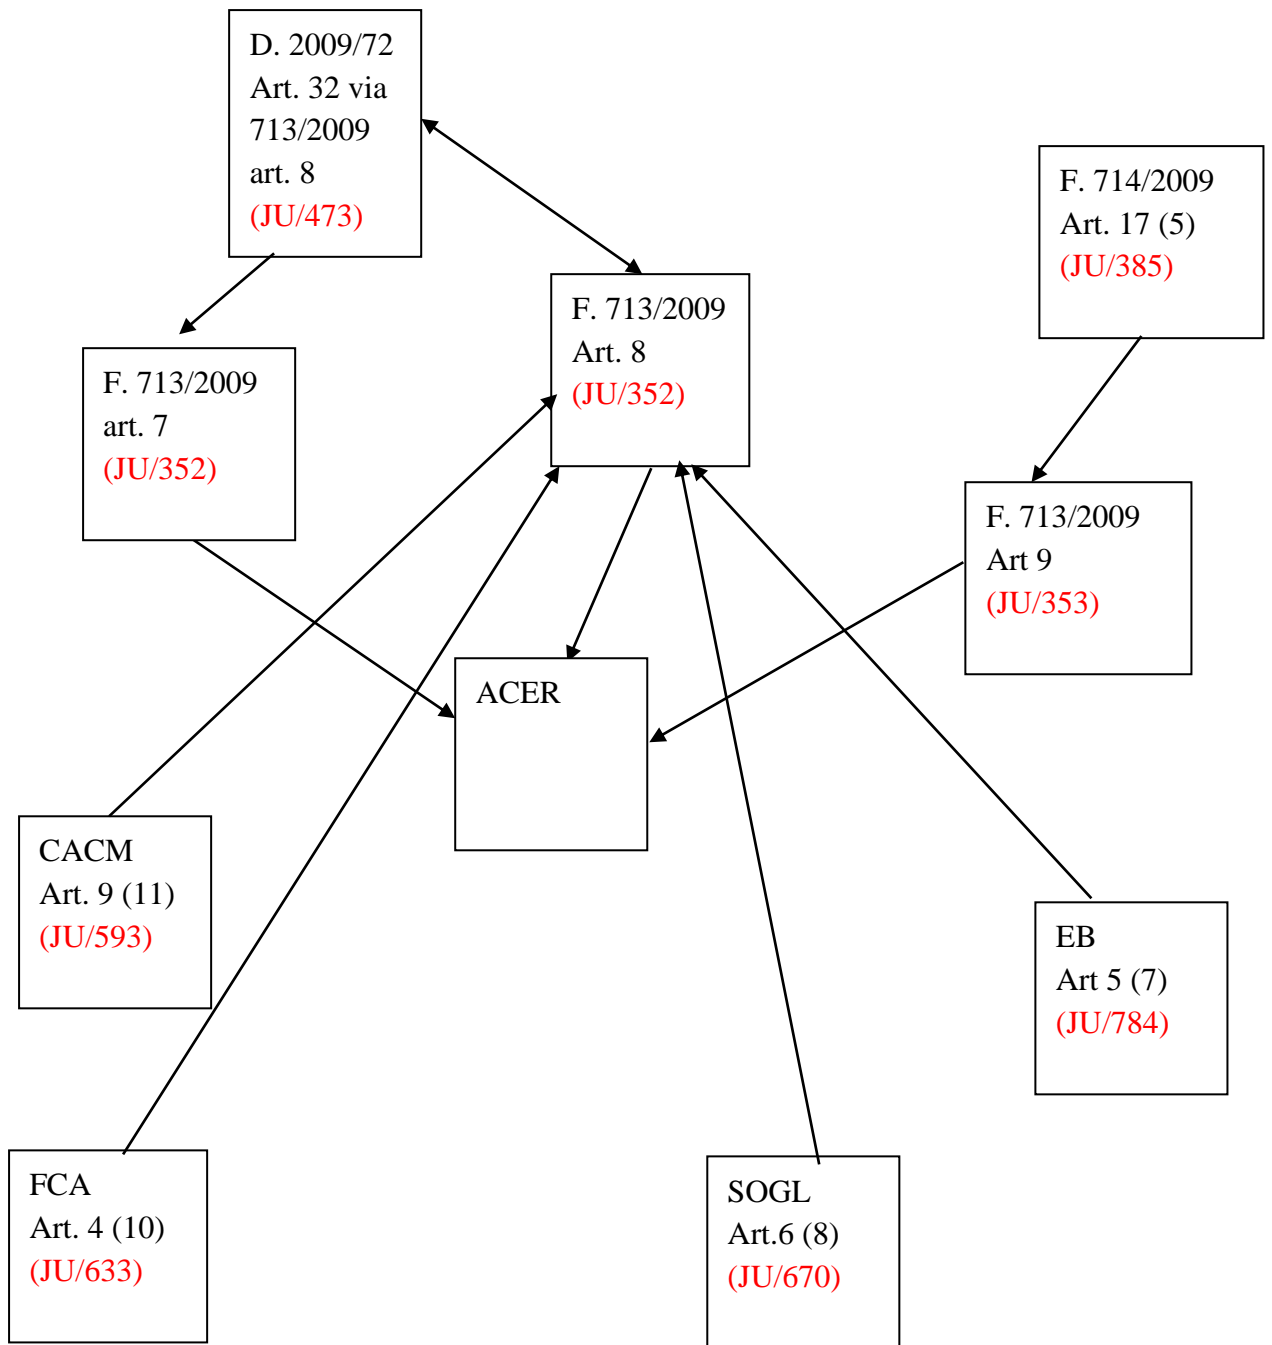 D. 2009/72
Art. 32 via
713/2009
art. 8
(JU/473)
F. 714/2009
Art. 17 (5)
(JU/385)
F. 713/2009
Art. 8
(JU/352)
F. 713/2009
art. 7
(JU/352)
F. 713/2009
Art 9
(JU/353)
ACER
CACM
Art. 9 (11)
(JU/593)
EB
Art 5 (7)
(JU/784)
FCA
Art. 4 (10)
(JU/633)
SOGL
Art.6 (8)
(JU/670)